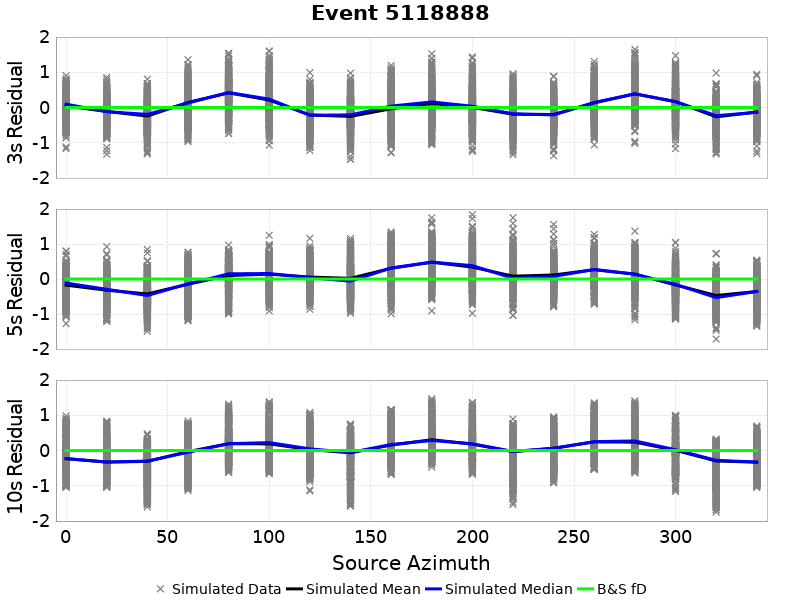 Event 5118888
2
1
0
-1
-2
3s Residual
2
1
0
-1
-2
5s Residual
2
1
0
-1
-2
10s Residual
0 50 100 150 200 250 300
Source Azimuth
Simulated Data Simulated Mean Simulated Median B&S fD